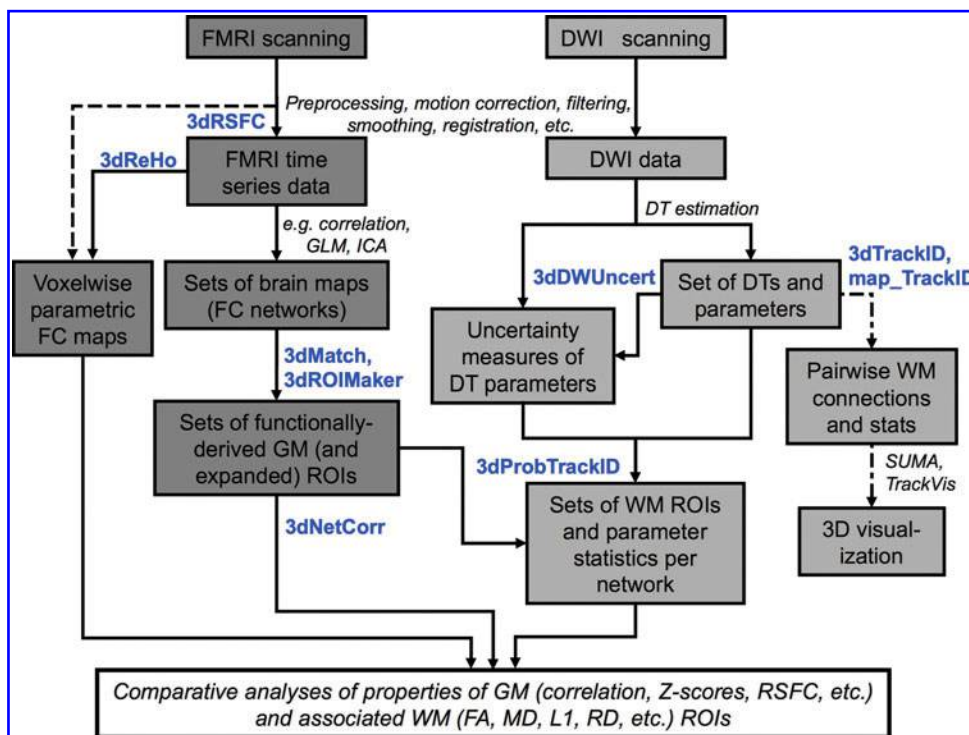 FMRI scanning
DWI scanning
Preprocessing, motion correction, filtering,
smoothing, registration, etc.
3dRSFC
3dReHo
FMRI time
series data
DWI data
e.g. correlation,
GLM, ICA
DT estimation
Voxelwise
parametric
FC maps
Sets of brain maps
(FC networks)
3dDWUncert
Set of DTs and
parameters
3dTrackID,
map_TrackID
Uncertainty
measures of
DT parameters
3dMatch,
3dROIMaker
Pairwise WM
connections
and stats
Sets of functionally-
derived GM (and
expanded) ROIs
3dProbTrackID
SUMA,
TrackVis
3dNetCorr
Sets of WM ROIs
and parameter
statistics per
network
3D visual-
ization
Comparative analyses of properties of GM (correlation, Z-scores, RSFC, etc.)
and associated WM (FA, MD, L1, RD, etc.) ROIs